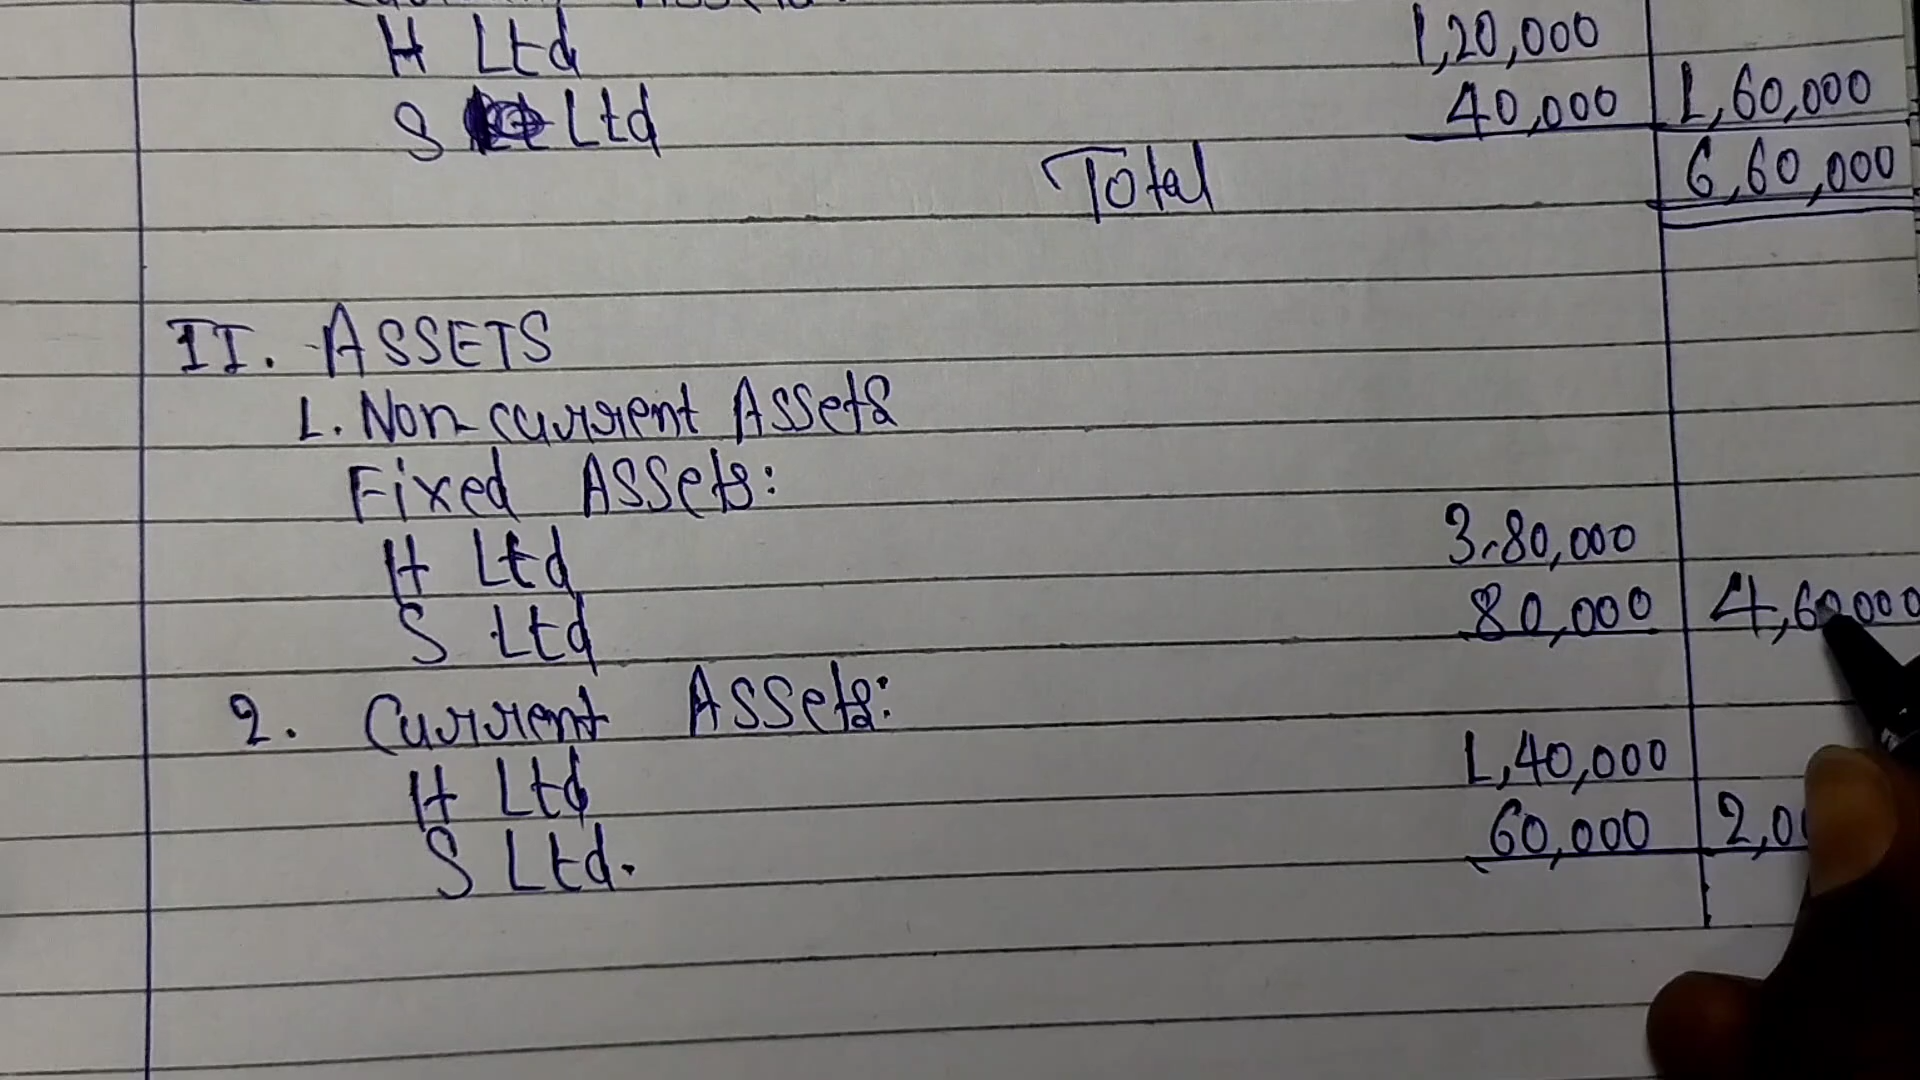 H Ltd 1,20,000
S Ltd 40,000 1,60,000
Total 6,60,000
II. ASSETS
1. Non-current Assets
Fixed Assets:
H Ltd 3,80,000
S Ltd 80,000 4,60,000
2. Current Assets:
H Ltd 1,40,000
S Ltd. 60,000 2,0